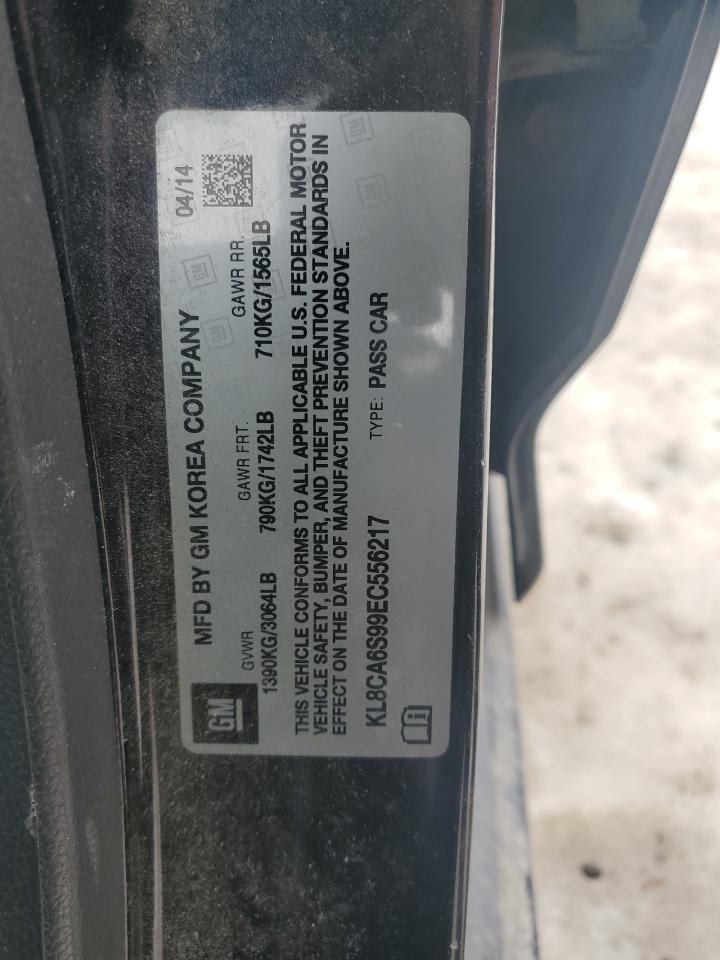 MFD BY GM KOREA COMPANY 04/14
GM
GVWR GAWR FRT. GAWR RR.
1390KG/3064LB 790KG/1742LB 710KG/1565LB
THIS VEHICLE CONFORMS TO ALL APPLICABLE U.S. FEDERAL MOTOR
VEHICLE SAFETY, BUMPER, AND THEFT PREVENTION STANDARDS IN
EFFECT ON THE DATE OF MANUFACTURE SHOWN ABOVE.
KL8CA6S99EC556217 TYPE: PASS CAR